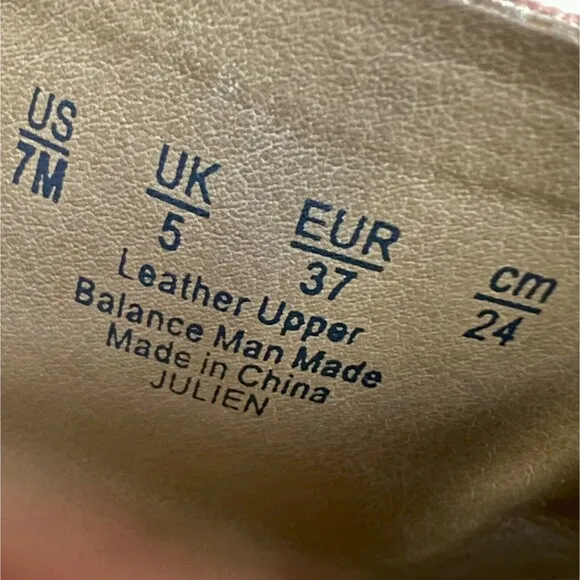 US UK EUR cm
7M 5 37 24
Leather Upper
Balance Man Made
Made in China
JULIEN